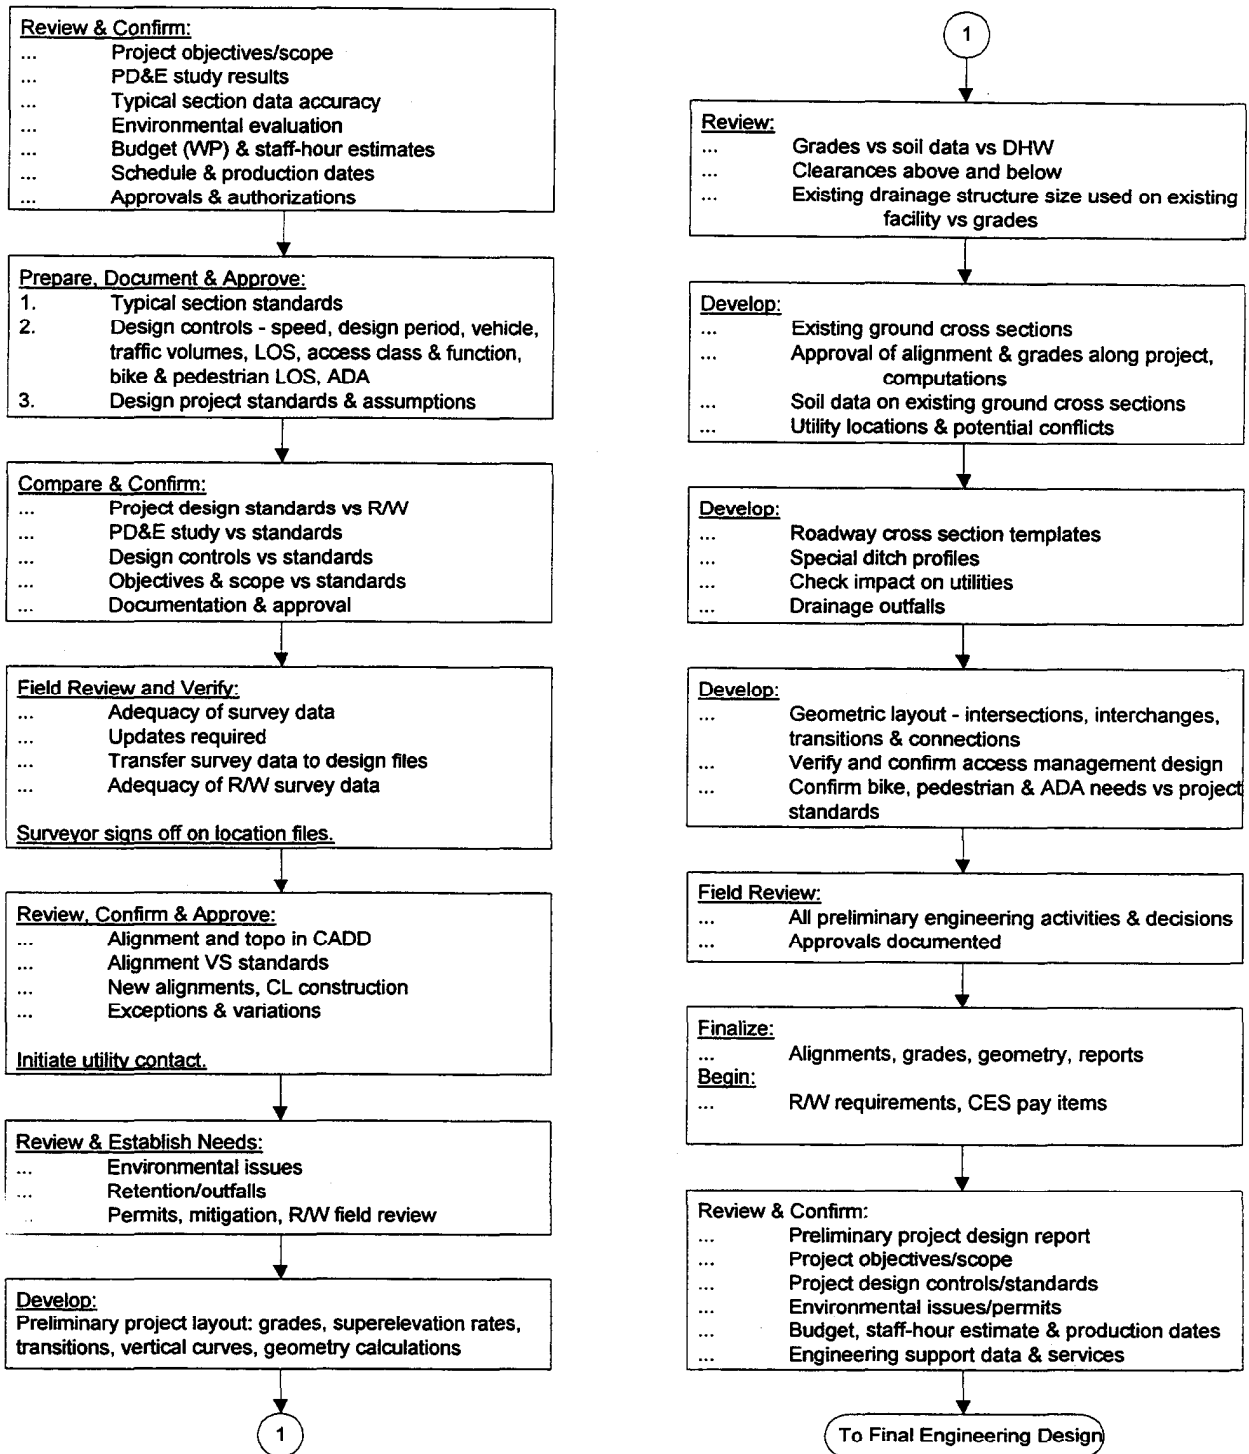 Review & Confirm:
... Project objectives/scope
... PD&E study results
... Typical section data accuracy
... Environmental evaluation
... Budget (WP) & staff-hour estimates
... Schedule & production dates
... Approvals & authorizations
Prepare, Document & Approve:
1. Typical section standards
2. Design controls - speed, design period, vehicle,
traffic volumes, LOS, access class & function,
bike & pedestrian LOS, ADA
3. Design project standards & assumptions
Compare & Confirm:
... Project design standards vs R/W
... PD&E study vs standards
... Design controls vs standards
... Objectives & scope vs standards
... Documentation & approval
Field Review and Verify:
... Adequacy of survey data
... Updates required
... Transfer survey data to design files
... Adequacy of R/W survey data
Surveyor signs off on location files.
Review, Confirm & Approve:
... Alignment and topo in CADD
... Alignment VS standards
... New alignments, CL construction
... Exceptions & variations
Initiate utility contact.
Review & Establish Needs:
... Environmental issues
... Retention/outfalls
.. Permits, mitigation, R/W field review
Develop:
Preliminary project layout: grades, superelevation rates,
transitions, vertical curves, geometry calculations
1
1
Review:
... Grades vs soil data vs DHW
... Clearances above and below
... Existing drainage structure size used on existing
facility vs grades
Develop:
... Existing ground cross sections
... Approval of alignment & grades along project,
computations
... Soil data on existing ground cross sections
... Utility locations & potential conflicts
Develop:
... Roadway cross section templates
... Special ditch profiles
... Check impact on utilities
... Drainage outfalls
Develop:
... Geometric layout - intersections, interchanges,
transitions & connections
... Verify and confirm access management design
... Confirm bike, pedestrian & ADA needs vs project
standards
Field Review:
... All preliminary engineering activities & decisions
... Approvals documented
Finalize:
... Alignments, grades, geometry, reports
Begin:
... R/W requirements, CES pay items
Review & Confirm:
... Preliminary project design report
... Project objectives/scope
... Project design controls/standards
... Environmental issues/permits
... Budget, staff-hour estimate & production dates
... Engineering support data & services
To Final Engineering Design